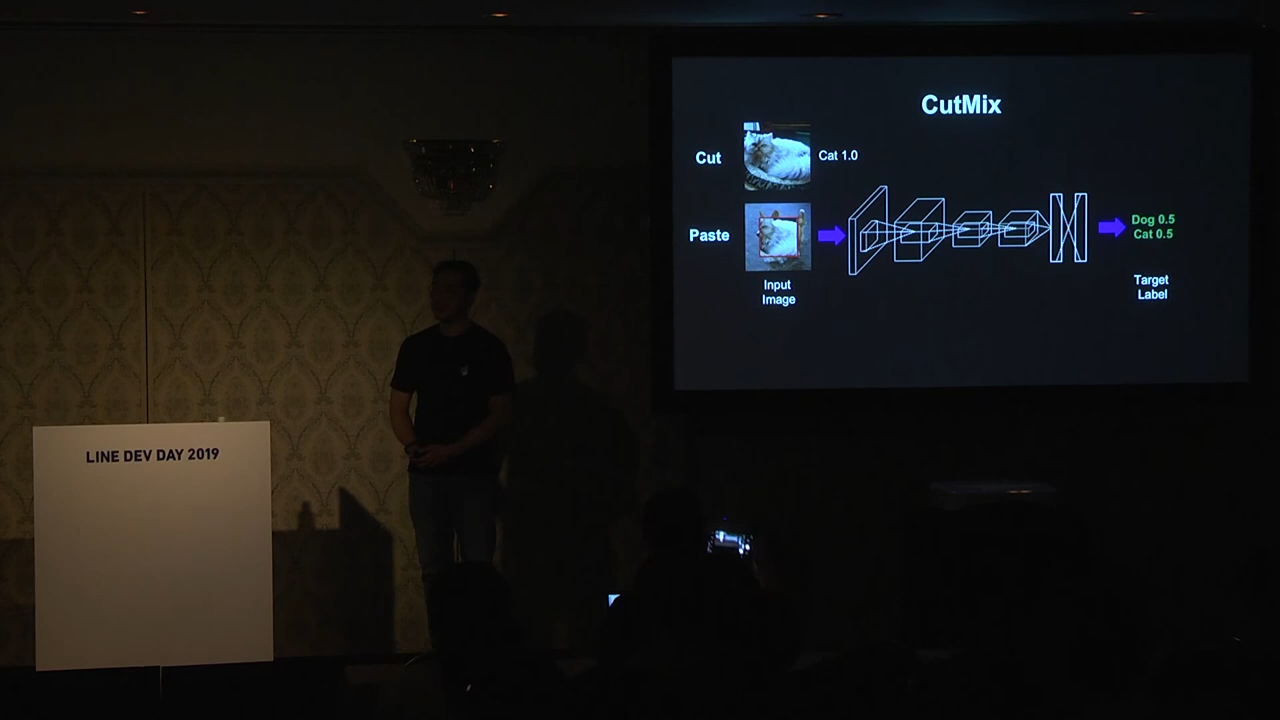 LINE DEV DAY 2019
CutMix
Cut
Cat 1.0
Paste
Input
Image
Dog 0.5
Cat 0.5
Target
Label